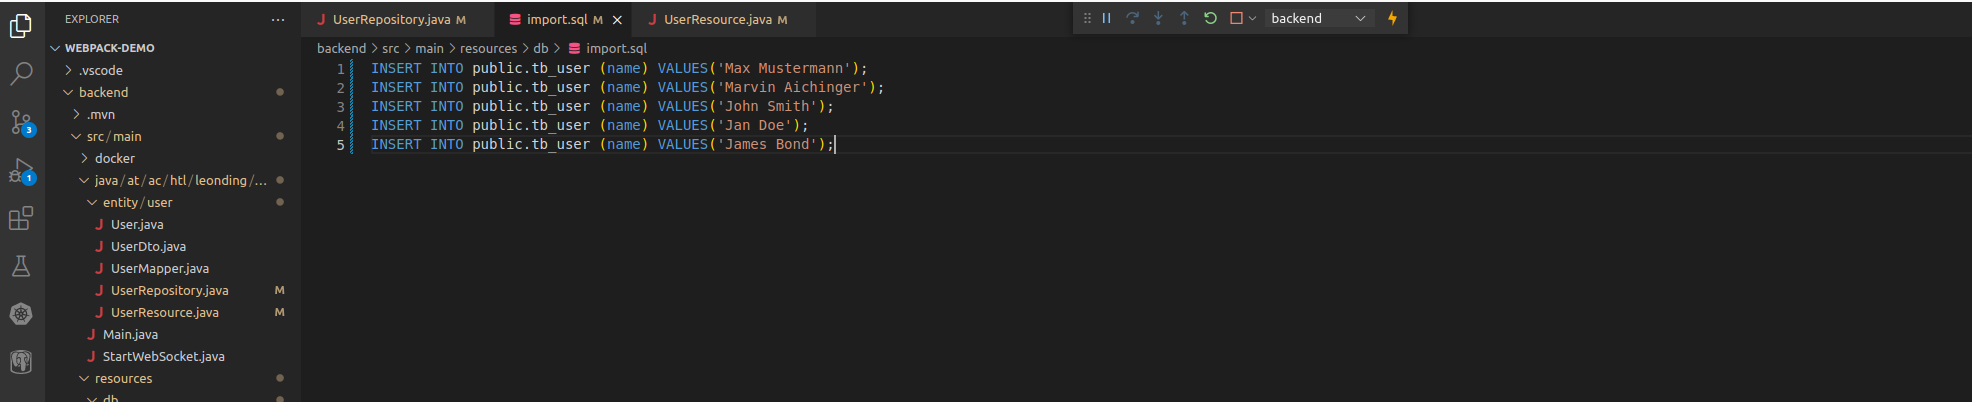 EXPLORER ···
WEBPACK-DEMO
.vscode
backend
.mvn
src/main
docker
java/at/ac/htl/leonding/...
entity/user
User.java
UserDto.java
UserMapper.java
UserRepository.java M
UserResource.java M
Main.java
StartWebSocket.java
resources
db
3
1
UserRepository.java M
import.sql M
UserResource.java M
backend
backend > src > main > resources > db > import.sql
1 INSERT INTO public.tb_user (name) VALUES('Max Mustermann');
2 INSERT INTO public.tb_user (name) VALUES('Marvin Aichinger');
3 INSERT INTO public.tb_user (name) VALUES('John Smith');
4 INSERT INTO public.tb_user (name) VALUES('Jan Doe');
5 INSERT INTO public.tb_user (name) VALUES('James Bond');